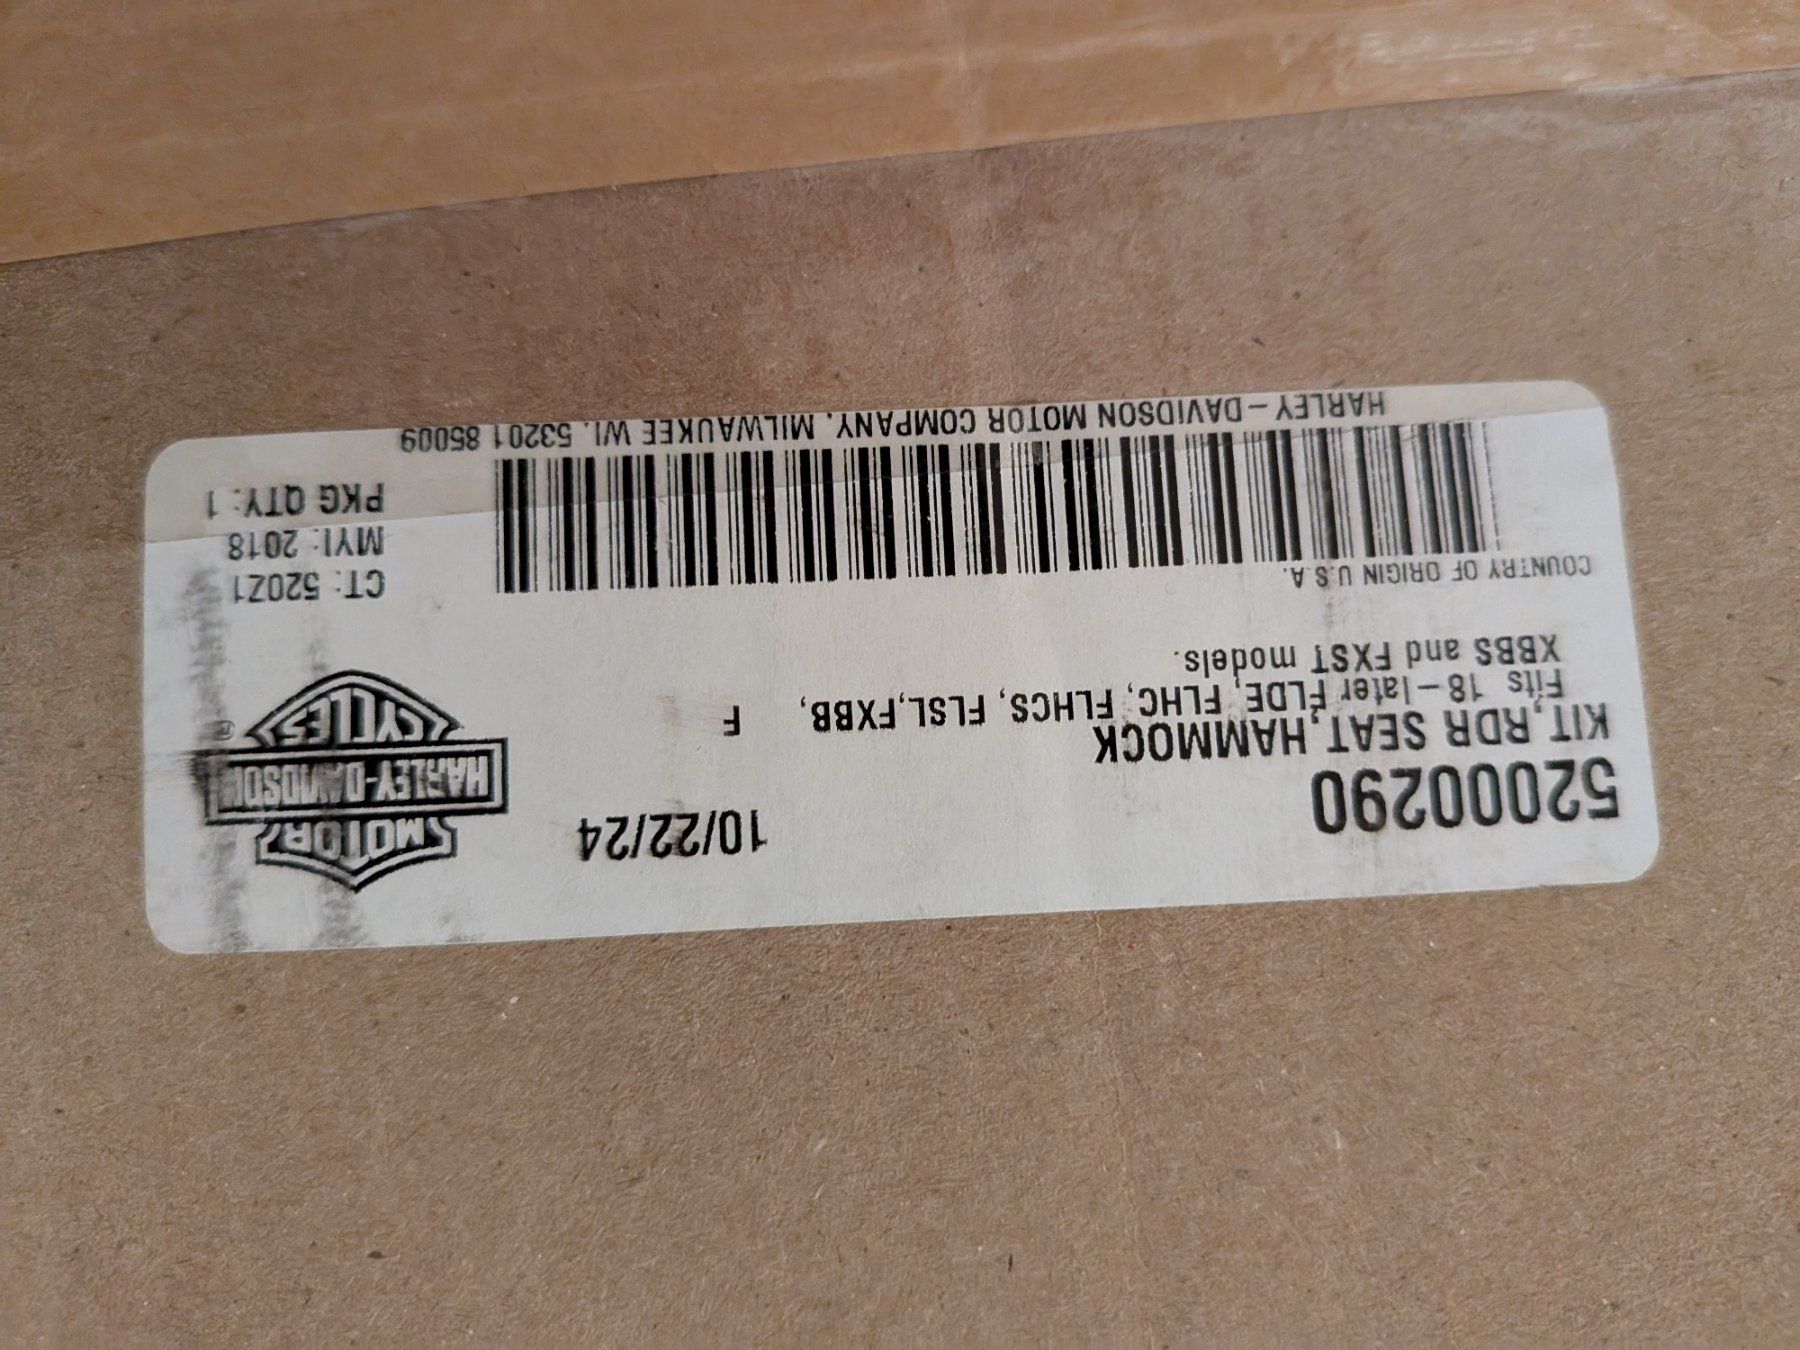 52000290
10/22/24
KIT,RDR SEAT,HAMMOCK
Fits 18-later FLDE, FLHC, FLHCS, FLSL,FXBB, F
XBBS and FXST models.
MOTOR
HARLEY-DAVIDSON
CYCLES
®
COUNTRY OF ORIGIN U.S.A.
CT: 52OZ1
MYI: 2018
PKG QTY: 1
HARLEY-DAVIDSON MOTOR COMPANY, MILWAUKEE WI. 53201 85009